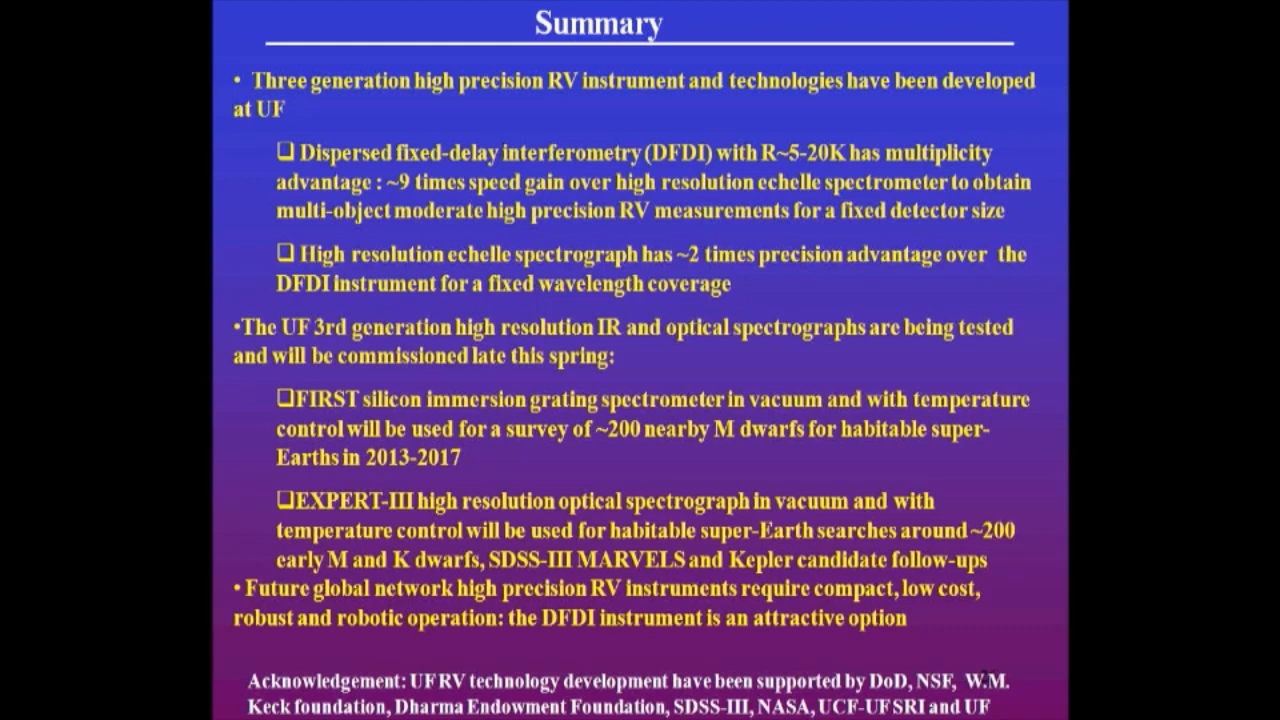 Summary
• Three generation high precision RV instrument and technologies have been developed
at UF
❑ Dispersed fixed-delay interferometry (DFDI) with R~5-20K has multiplicity
advantage : ~9 times speed gain over high resolution echelle spectrometer to obtain
multi-object moderate high precision RV measurements for a fixed detector size
❑ High resolution echelle spectrograph has ~2 times precision advantage over the
DFDI instrument for a fixed wavelength coverage
•The UF 3rd generation high resolution IR and optical spectrographs are being tested
and will be commissioned late this spring:
❑FIRST silicon immersion grating spectrometer in vacuum and with temperature
control will be used for a survey of ~200 nearby M dwarfs for habitable super-
Earths in 2013-2017
❑EXPERT-III high resolution optical spectrograph in vacuum and with
temperature control will be used for habitable super-Earth searches around ~200
early M and K dwarfs, SDSS-III MARVELS and Kepler candidate follow-ups
• Future global network high precision RV instruments require compact, low cost,
robust and robotic operation: the DFDI instrument is an attractive option
Acknowledgement: UF RV technology development have been supported by DoD, NSF, W.M.
Keck foundation, Dharma Endowment Foundation, SDSS-III, NASA, UCF-UF SRI and UF